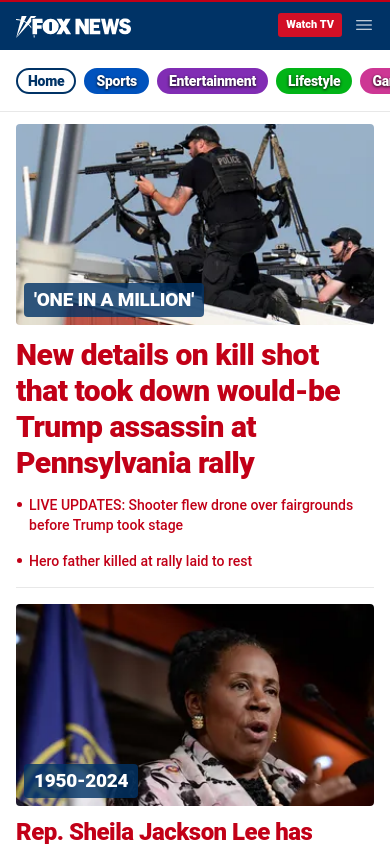 FOX NEWS
Watch TV
Home
Sports
Entertainment
Lifestyle
Ga
POLICE
'ONE IN A MILLION'
New details on kill shot
that took down would-be
Trump assassin at
Pennsylvania rally
• LIVE UPDATES: Shooter flew drone over fairgrounds
before Trump took stage
• Hero father killed at rally laid to rest
1950-2024
Rep. Sheila Jackson Lee has